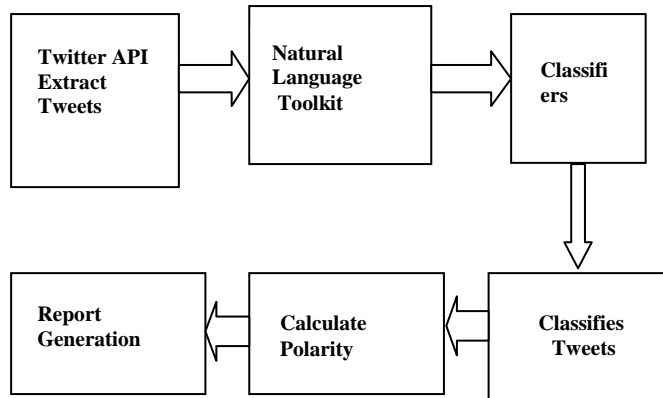 Twitter API
Extract
Tweets
Natural
Language
Toolkit
Classifi
ers
Classifies
Tweets
Calculate
Polarity
Report
Generation